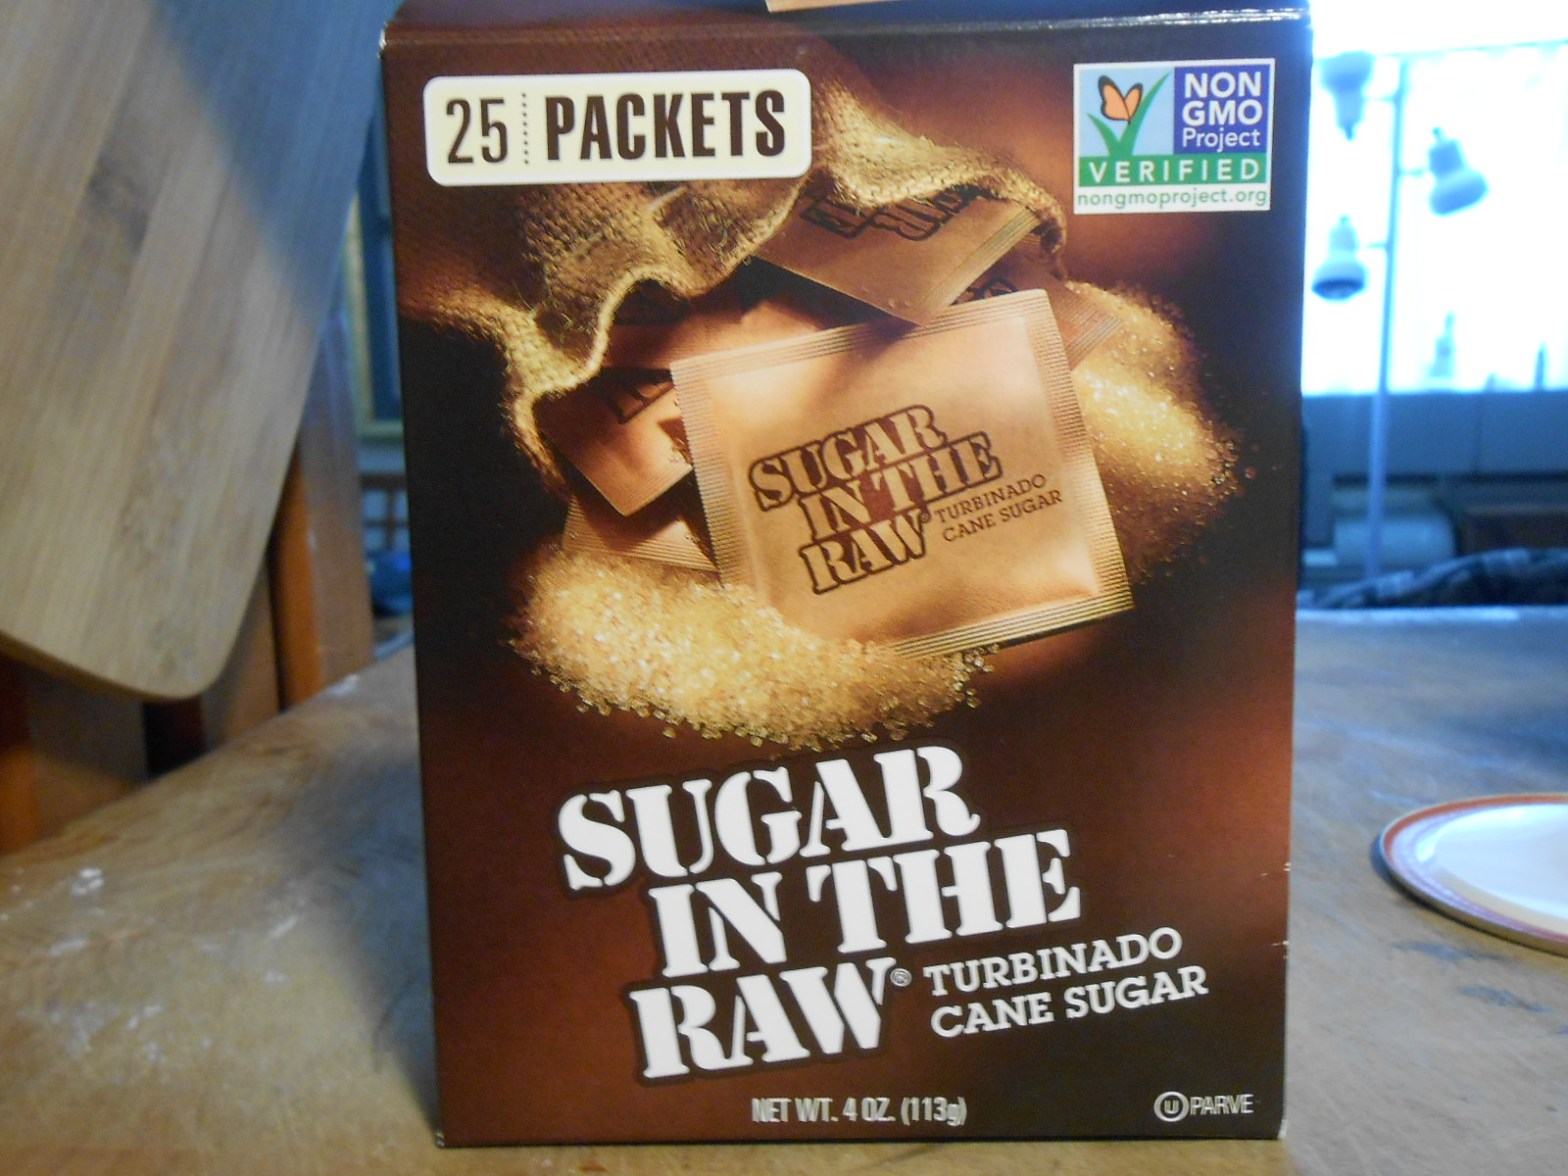 25 PACKETS
NON
GMO
Project
VERIFIED
nongmoproject.org
SUGAR
IN THE
RAW
TURBINADO
CANE SUGAR
SUGAR
IN THE
RAW®
TURBINADO
CANE SUGAR
NET WT. 4 OZ. (113g)
U PARVE